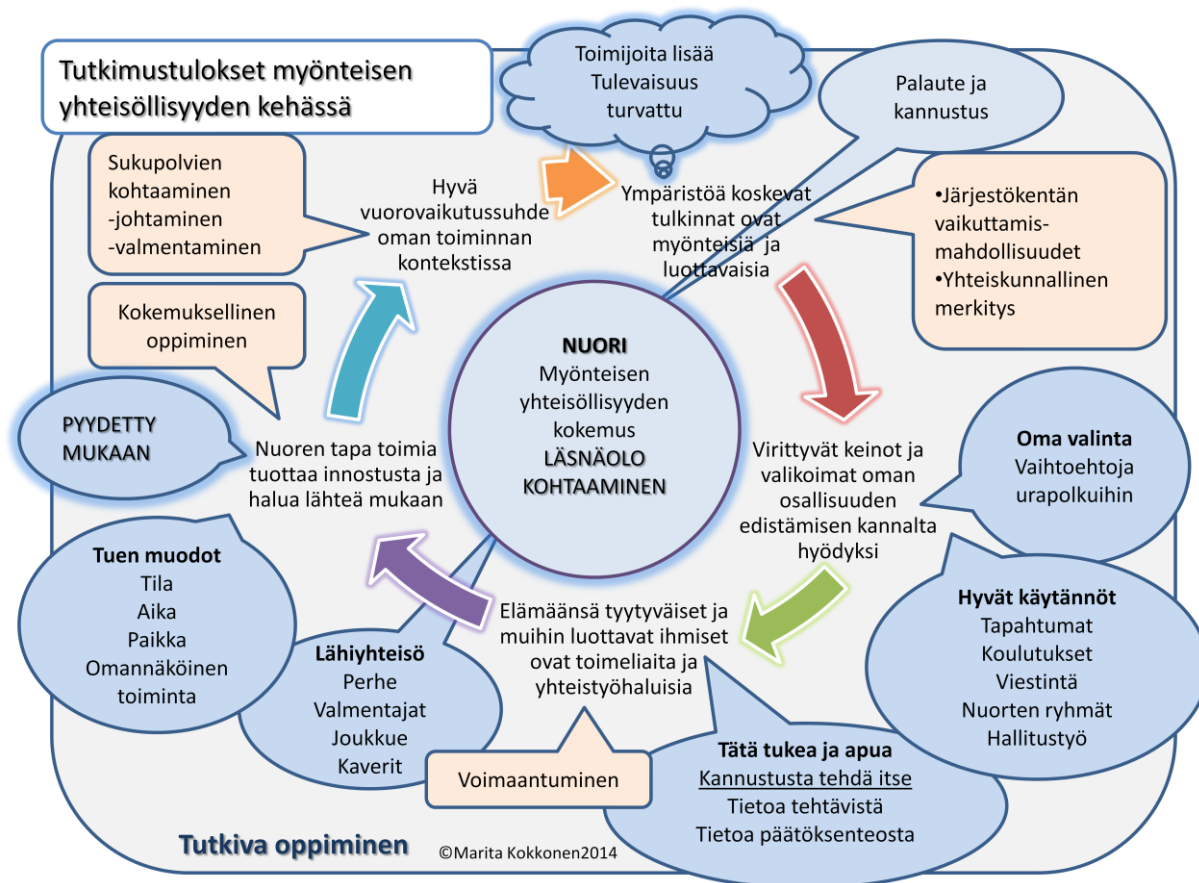 Tutkimustulokset myönteisen
yhteisöllisyyden kehässä
Toimijoita lisää
Tulevaisuus
turvattu
Palaute ja
kannustus
Sukupolvien
kohtaaminen
-johtaminen
-valmentaminen
Hyvä
vuorovaikutussuhde
oman toiminnan
kontekstissa
Ympäristöä koskevat
tulkinnat ovat
myönteisiä ja
luottavaisia
•Järjestökentän
vaikuttamis-
mahdollisuudet
•Yhteiskunnallinen
merkitys
Kokemuksellinen
oppiminen
NUORI
Myönteisen
yhteisöllisyyden
kokemus
LÄSNÄOLO
KOHTAAMINEN
PYYDETTY
MUKAAN
Nuoren tapa toimia
tuottaa innostusta ja
halua lähteä mukaan
Virittyvät keinot ja
valikoimat oman
osallisuuden
edistämisen kannalta
hyödyksi
Oma valinta
Vaihtoehtoja
urapolkuihin
Tuen muodot
Tila
Aika
Paikka
Omannäköinen
toiminta
Lähiyhteisö
Perhe
Valmentajat
Joukkue
Kaverit
Elämäänsä tyytyväiset ja
muihin luottavat ihmiset
ovat toimeliaita ja
yhteistyöhaluisia
Hyvät käytännöt
Tapahtumat
Koulutukset
Viestintä
Nuorten ryhmät
Hallitustyö
Voimaantuminen
Tätä tukea ja apua
Kannustusta tehdä itse
Tietoa tehtävistä
Tietoa päätöksenteosta
Tutkiva oppiminen
©Marita Kokkonen2014